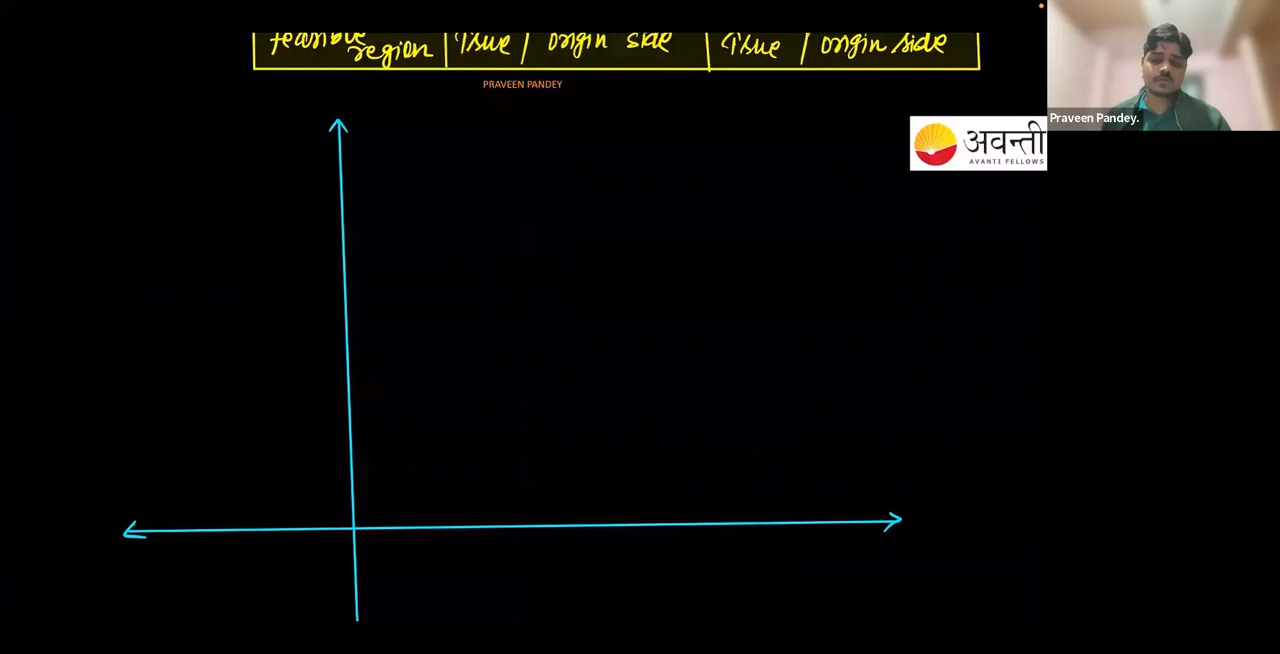 feasible True / origin side True / origin side
region
PRAVEEN PANDEY
Praveen Pandey.
अवन्ती
AVANTI FELLOWS